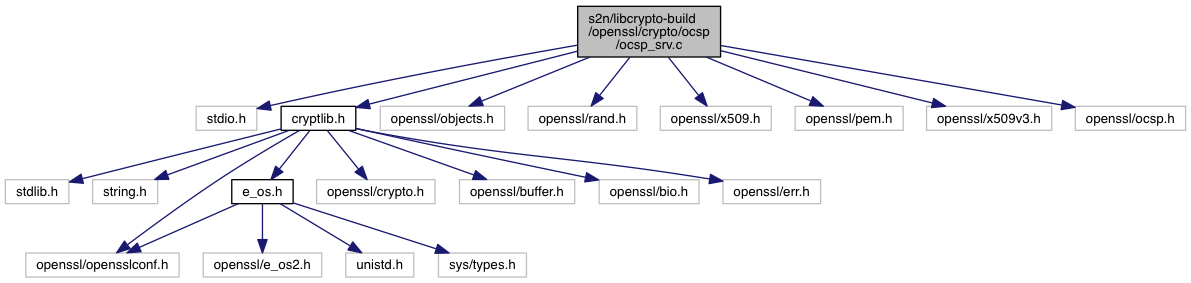 s2n/libcrypto-build
/openssl/crypto/ocsp
/ocsp_srv.c
stdio.h
cryptlib.h
openssl/objects.h
openssl/rand.h
openssl/x509.h
openssl/pem.h
openssl/x509v3.h
openssl/ocsp.h
stdlib.h
string.h
e_os.h
openssl/crypto.h
openssl/buffer.h
openssl/bio.h
openssl/err.h
openssl/opensslconf.h
openssl/e_os2.h
unistd.h
sys/types.h